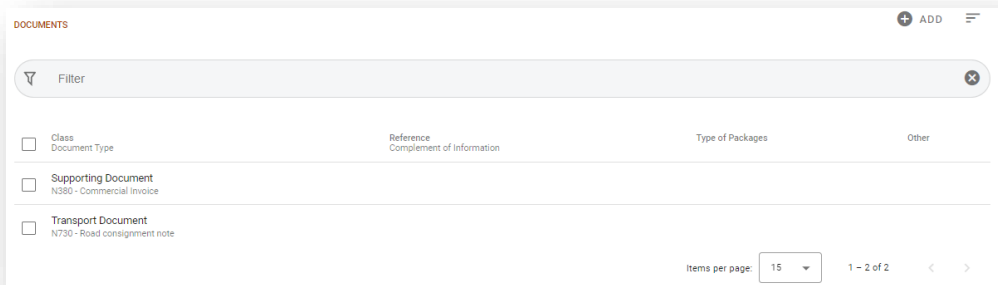 DOCUMENTS
ADD
Filter
Class
Document Type
Reference
Complement of Information
Type of Packages
Other
Supporting Document
N380 - Commercial Invoice
Transport Document
N730 - Road consignment note
Items per page: 15 1 – 2 of 2